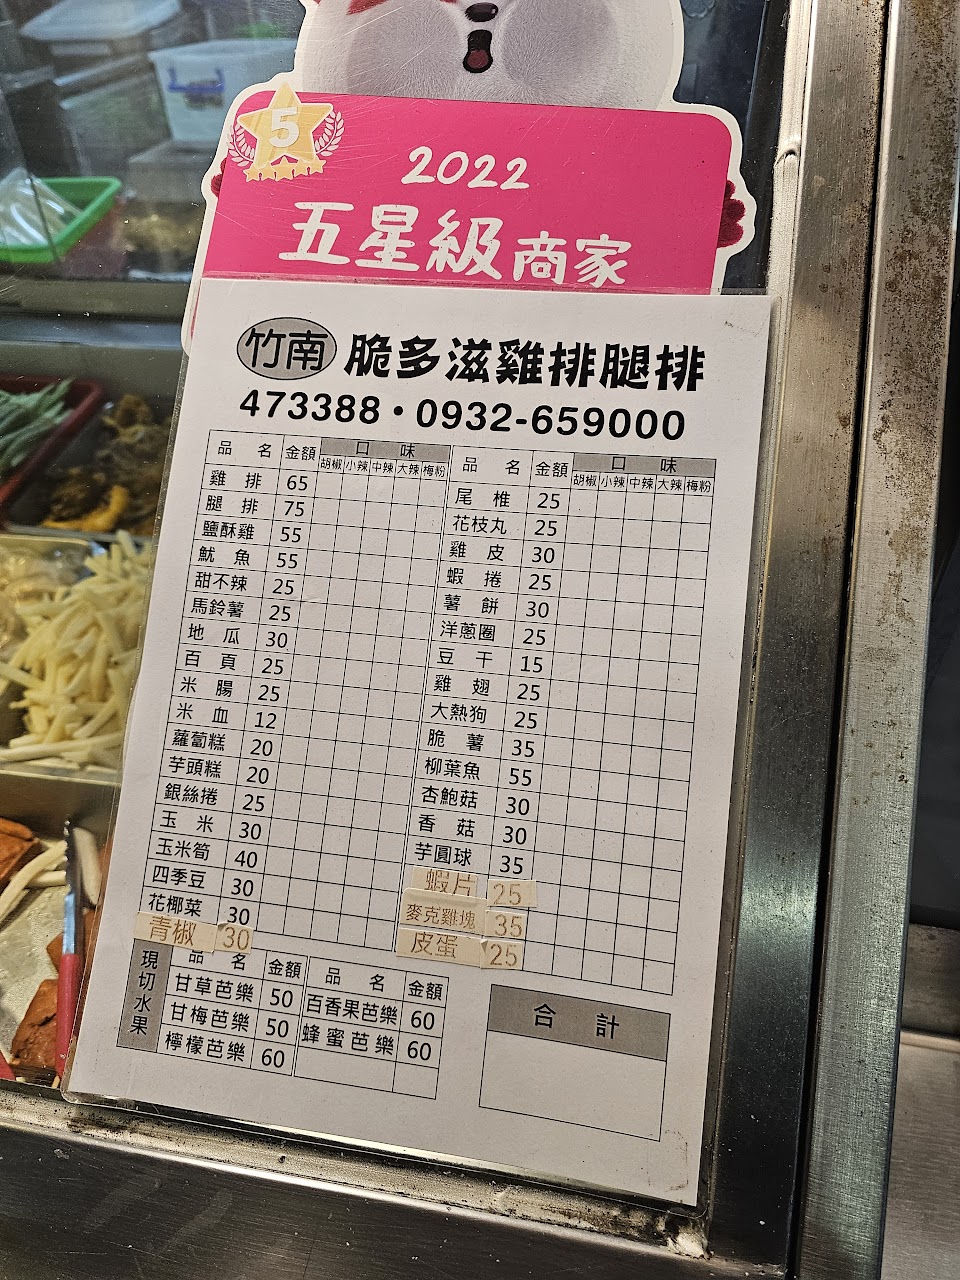 5
2022
五星級商家
竹南 脆多滋雞排腿排
473388・0932-659000
品名 金額 口味
胡椒 小辣 中辣 大辣 梅粉
雞排 65
腿排 75
鹽酥雞 55
魷魚 55
甜不辣 25
馬鈴薯 25
地瓜 30
百頁 25
米腸 25
米血 12
蘿蔔糕 20
芋頭糕 20
銀絲捲 25
玉米 30
玉米筍 40
四季豆 30
花椰菜 30
青椒 30
品名 金額 口味
胡椒 小辣 中辣 大辣 梅粉
尾椎 25
花枝丸 25
雞皮 30
蝦捲 25
薯餅 30
洋蔥圈 25
豆干 15
雞翅 25
大熱狗 25
脆薯 35
柳葉魚 55
杏鮑菇 30
香菇 30
芋圓球 35
蝦片 25
麥克雞塊 35
皮蛋 25
現切水果
品名 金額 品名 金額
甘草芭樂 50 百香果芭樂 60
甘梅芭樂 50 蜂蜜芭樂 60
檸檬芭樂 60
合計